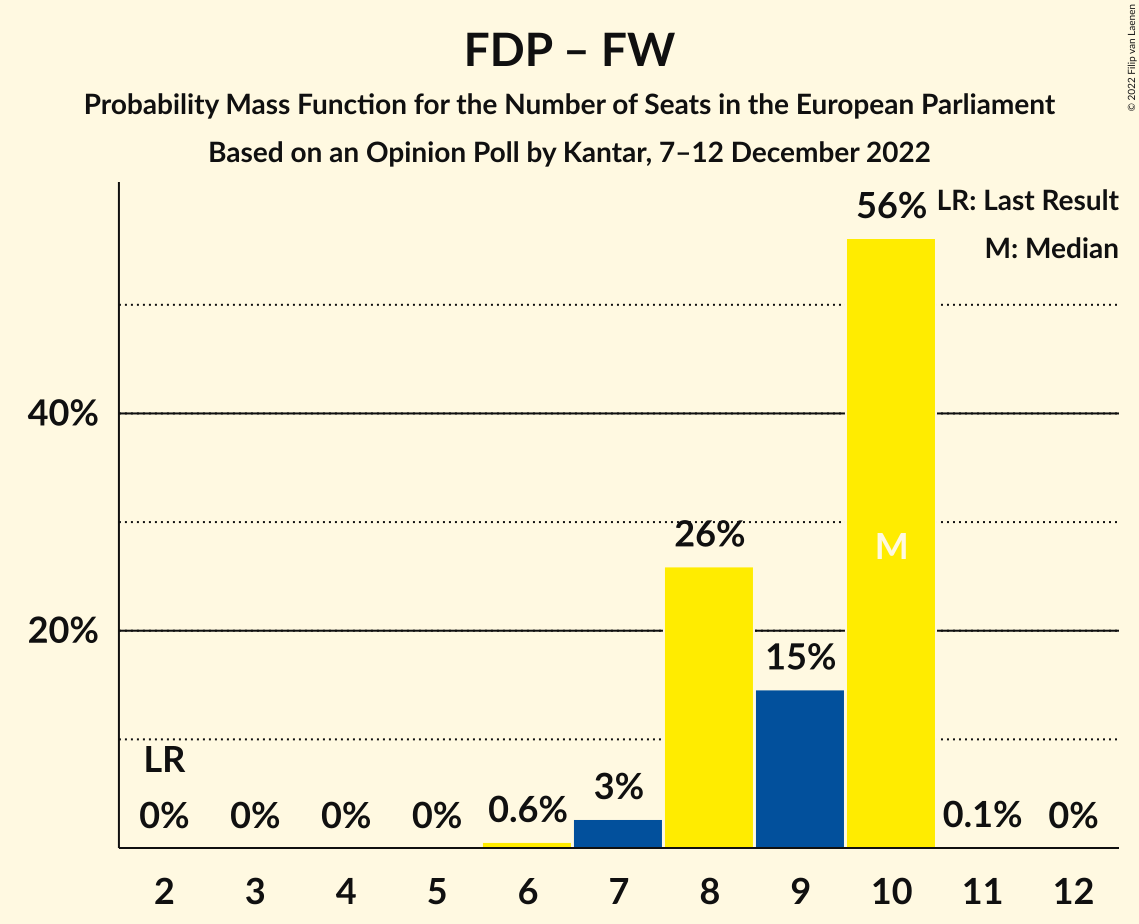 FDP – FW
Probability Mass Function for the Number of Seats in the European Parliament
Based on an Opinion Poll by Kantar, 7–12 December 2022
© 2022 Filip van Laenen
LR: Last Result
M: Median
56%
40%
26%
M
20%
15%
LR
3%
0% 0% 0% 0% 0.6% 0.1% 0%
2 3 4 5 6 7 8 9 10 11 12